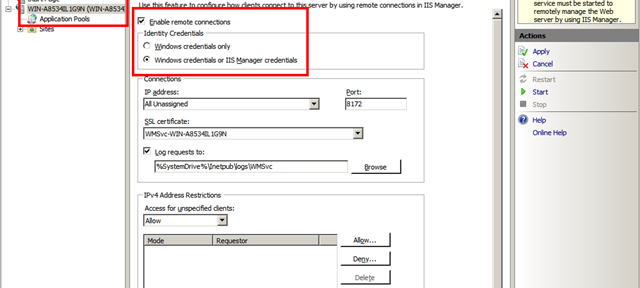 Use this feature to configure how clients connect to this server by using remote connections in IIS Manager.
WIN-A8534IL1G9N (WIN-A8534
Application Pools
Sites
Enable remote connections
Identity Credentials
Windows credentials only
Windows credentials or IIS Manager credentials
Connections
IP address:
Port:
All Unassigned
8172
SSL certificate:
WMSvc-WIN-A8534IL1G9N
Log requests to:
%SystemDrive%\Inetpub\logs\WMSvc
Browse
IPv4 Address Restrictions
Access for unspecified clients:
Allow
Mode
Requestor
Allow...
Deny...
Delete
service must be started to
remotely manage the Web
server by using IIS Manager.
Actions
Apply
Cancel
Restart
Start
Stop
Help
Online Help